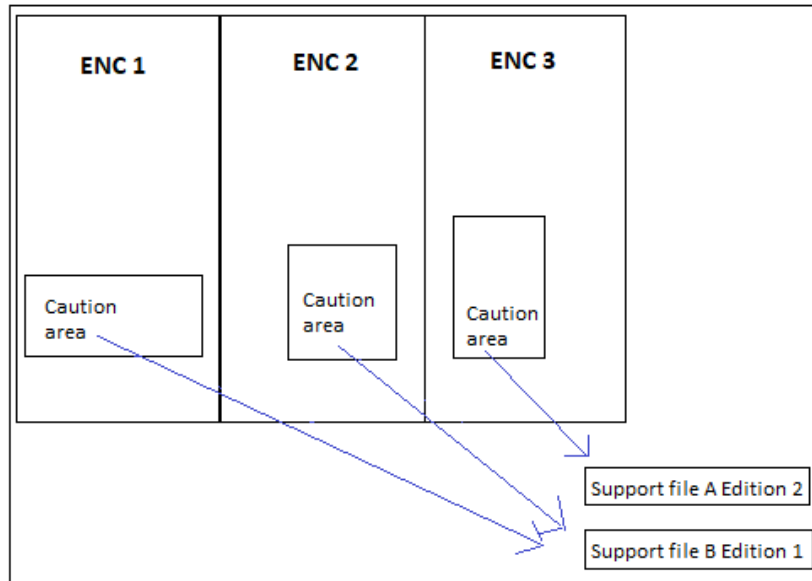 ENC 1
ENC 2
ENC 3
Caution
area
Caution
area
Caution
area
Support file A Edition 2
Support file B Edition 1